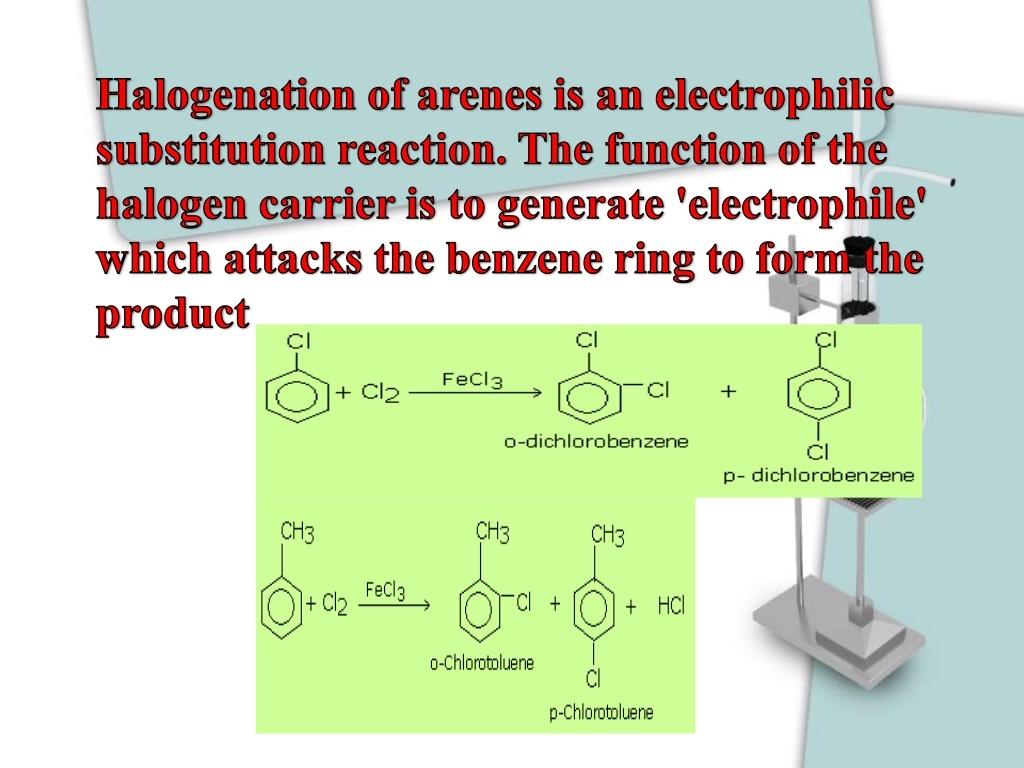 Halogenation of arenes is an electrophilic
substitution reaction. The function of the
halogen carrier is to generate 'electrophile'
which attacks the benzene ring to form the
product
Cl Cl Cl
+ Cl2 FeCl3 Cl +
o-dichlorobenzene
Cl
p- dichlorobenzene
CH3 CH3 CH3
+ Cl2 FeCl3 Cl + + HCl
o-Chlorotoluene
Cl
p-Chlorotoluene